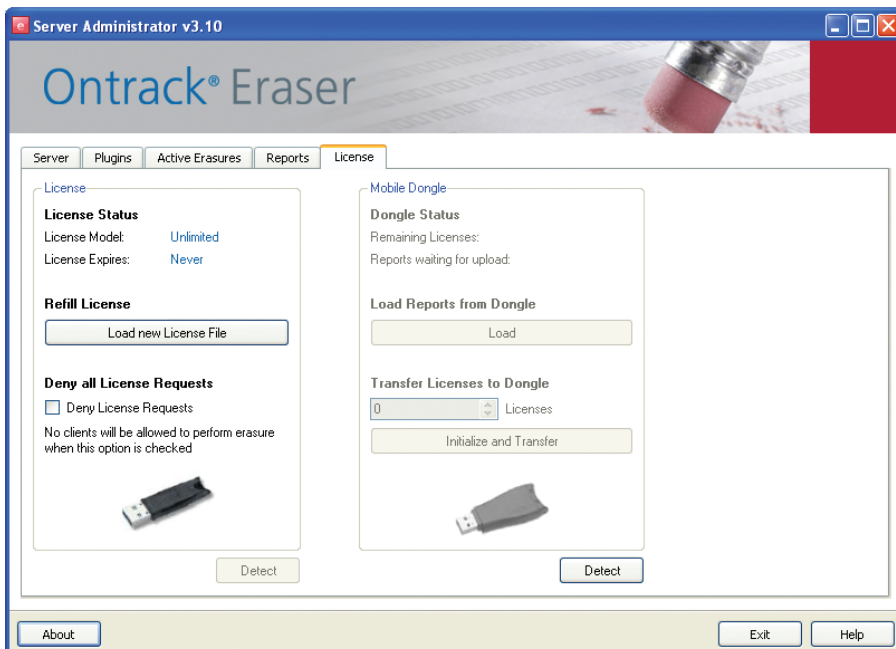 Server Administrator v3.10
Ontrack® Eraser
Server Plugins Active Erasures Reports License
License
License Status
License Model: Unlimited
License Expires: Never
Refill License
Load new License File
Deny all License Requests
Deny License Requests
No clients will be allowed to perform erasure
when this option is checked
Detect
Mobile Dongle
Dongle Status
Remaining Licenses:
Reports waiting for upload:
Load Reports from Dongle
Load
Transfer Licenses to Dongle
0 Licenses
Initialize and Transfer
Detect
About Exit Help